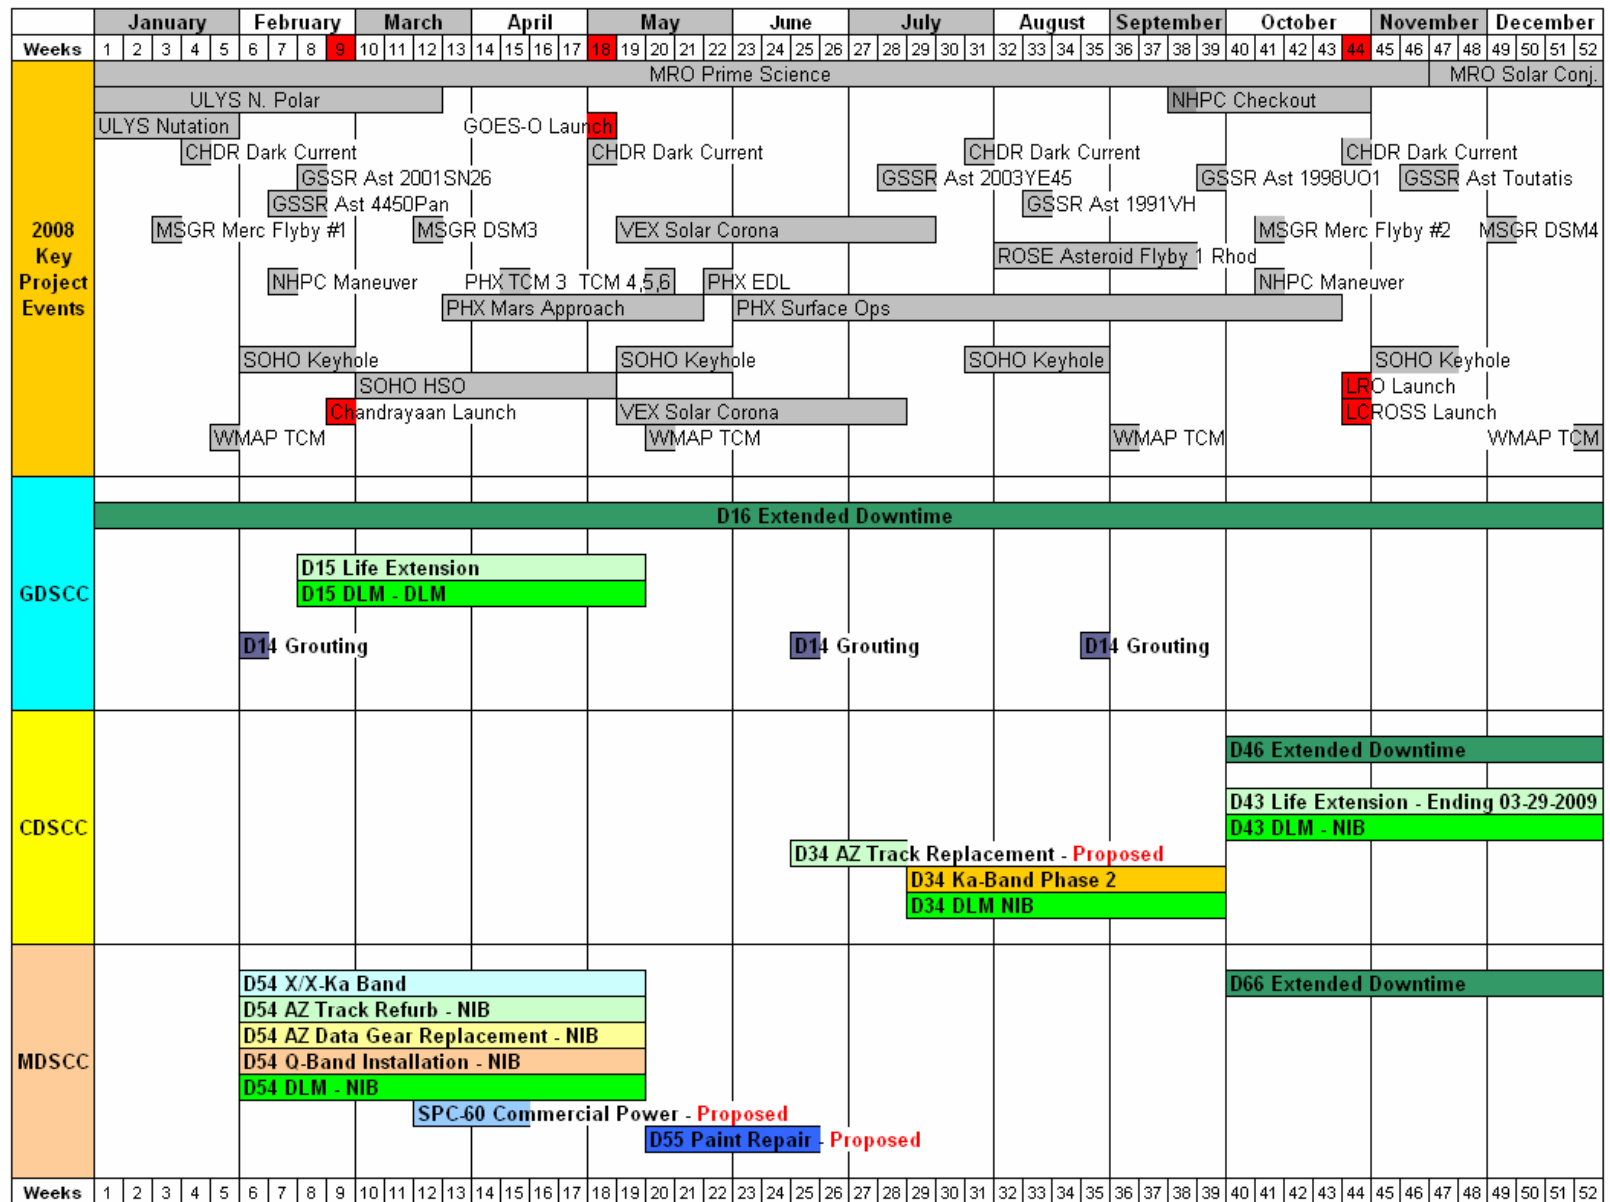 January February March April May June July August September October November December
Weeks 1 2 3 4 5 6 7 8 9 10 11 12 13 14 15 16 17 18 19 20 21 22 23 24 25 26 27 28 29 30 31 32 33 34 35 36 37 38 39 40 41 42 43 44 45 46 47 48 49 50 51 52
MRO Prime Science MRO Solar Conj.
ULYS N. Polar NHPC Checkout
ULYS Nutation GOES-O Launch
CHDR Dark Current CHDR Dark Current CHDR Dark Current CHDR Dark Current
GSSR Ast 2001SN26 GSSR Ast 2003YE45 GSSR Ast 1998UO1 GSSR Ast Toutatis
GSSR Ast 4450Pan GSSR Ast 1991VH
2008
Key
Project
Events
MSGR Merc Flyby #1 MSGR DSM3 VEX Solar Corona MSGR Merc Flyby #2 MSGR DSM4
ROSE Asteroid Flyby 1 Rhod
NHPC Maneuver PHX TCM 3 TCM 4,5,6 PHX EDL NHPC Maneuver
PHX Mars Approach PHX Surface Ops
SOHO Keyhole SOHO Keyhole SOHO Keyhole SOHO Keyhole
SOHO HSO LRO Launch
Chandrayaan Launch VEX Solar Corona LCROSS Launch
WMAP TCM WMAP TCM WMAP TCM WMAP TCM
D16 Extended Downtime
D15 Life Extension
GDSCC D15 DLM - DLM
D14 Grouting D14 Grouting D14 Grouting
D46 Extended Downtime
D43 Life Extension - Ending 03-29-2009
CDSCC D43 DLM - NIB
D34 AZ Track Replacement - Proposed
D34 Ka-Band Phase 2
D34 DLM NIB
D54 X/X-Ka Band D66 Extended Downtime
D54 AZ Track Refurb - NIB
D54 AZ Data Gear Replacement - NIB
MDSCC D54 Q-Band Installation - NIB
D54 DLM - NIB
SPC-60 Commercial Power - Proposed
D55 Paint Repair - Proposed
Weeks 1 2 3 4 5 6 7 8 9 10 11 12 13 14 15 16 17 18 19 20 21 22 23 24 25 26 27 28 29 30 31 32 33 34 35 36 37 38 39 40 41 42 43 44 45 46 47 48 49 50 51 52